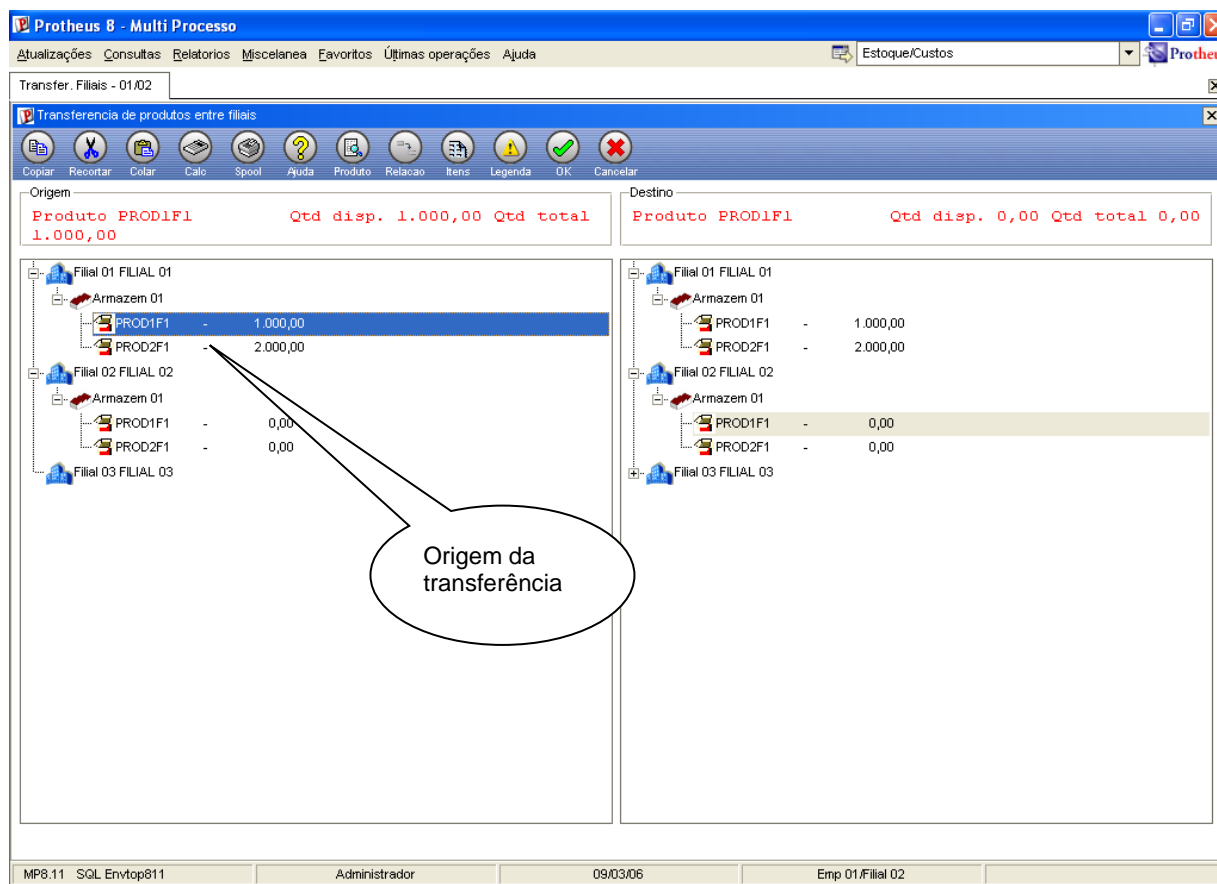 Protheus 8 - Multi Processo
Atualizações Consultas Relatorios Miscelanea Favoritos Últimas operações Ajuda Estoque/Custos
Transfer. Filiais - 01/02
Transferencia de produtos entre filiais
Copiar Recortar Colar Calc Spool Ajuda Produto Relacao Itens Legenda OK Cancelar
Origem
Produto PROD1F1 Qtd disp. 1.000,00 Qtd total
1.000,00
Destino
Produto PROD1F1 Qtd disp. 0,00 Qtd total 0,00
Filial 01 FILIAL 01
Armazem 01
PROD1F1 - 1.000,00
PROD2F1 - 2.000,00
Filial 02 FILIAL 02
Armazem 01
PROD1F1 - 0,00
PROD2F1 - 0,00
Filial 03 FILIAL 03
Filial 01 FILIAL 01
Armazem 01
PROD1F1 - 1.000,00
PROD2F1 - 2.000,00
Filial 02 FILIAL 02
Armazem 01
PROD1F1 - 0,00
PROD2F1 - 0,00
Filial 03 FILIAL 03
Origem da
transferência
MP8.11 SQL Envtop811 Administrador 09/03/06 Emp 01/Filial 02